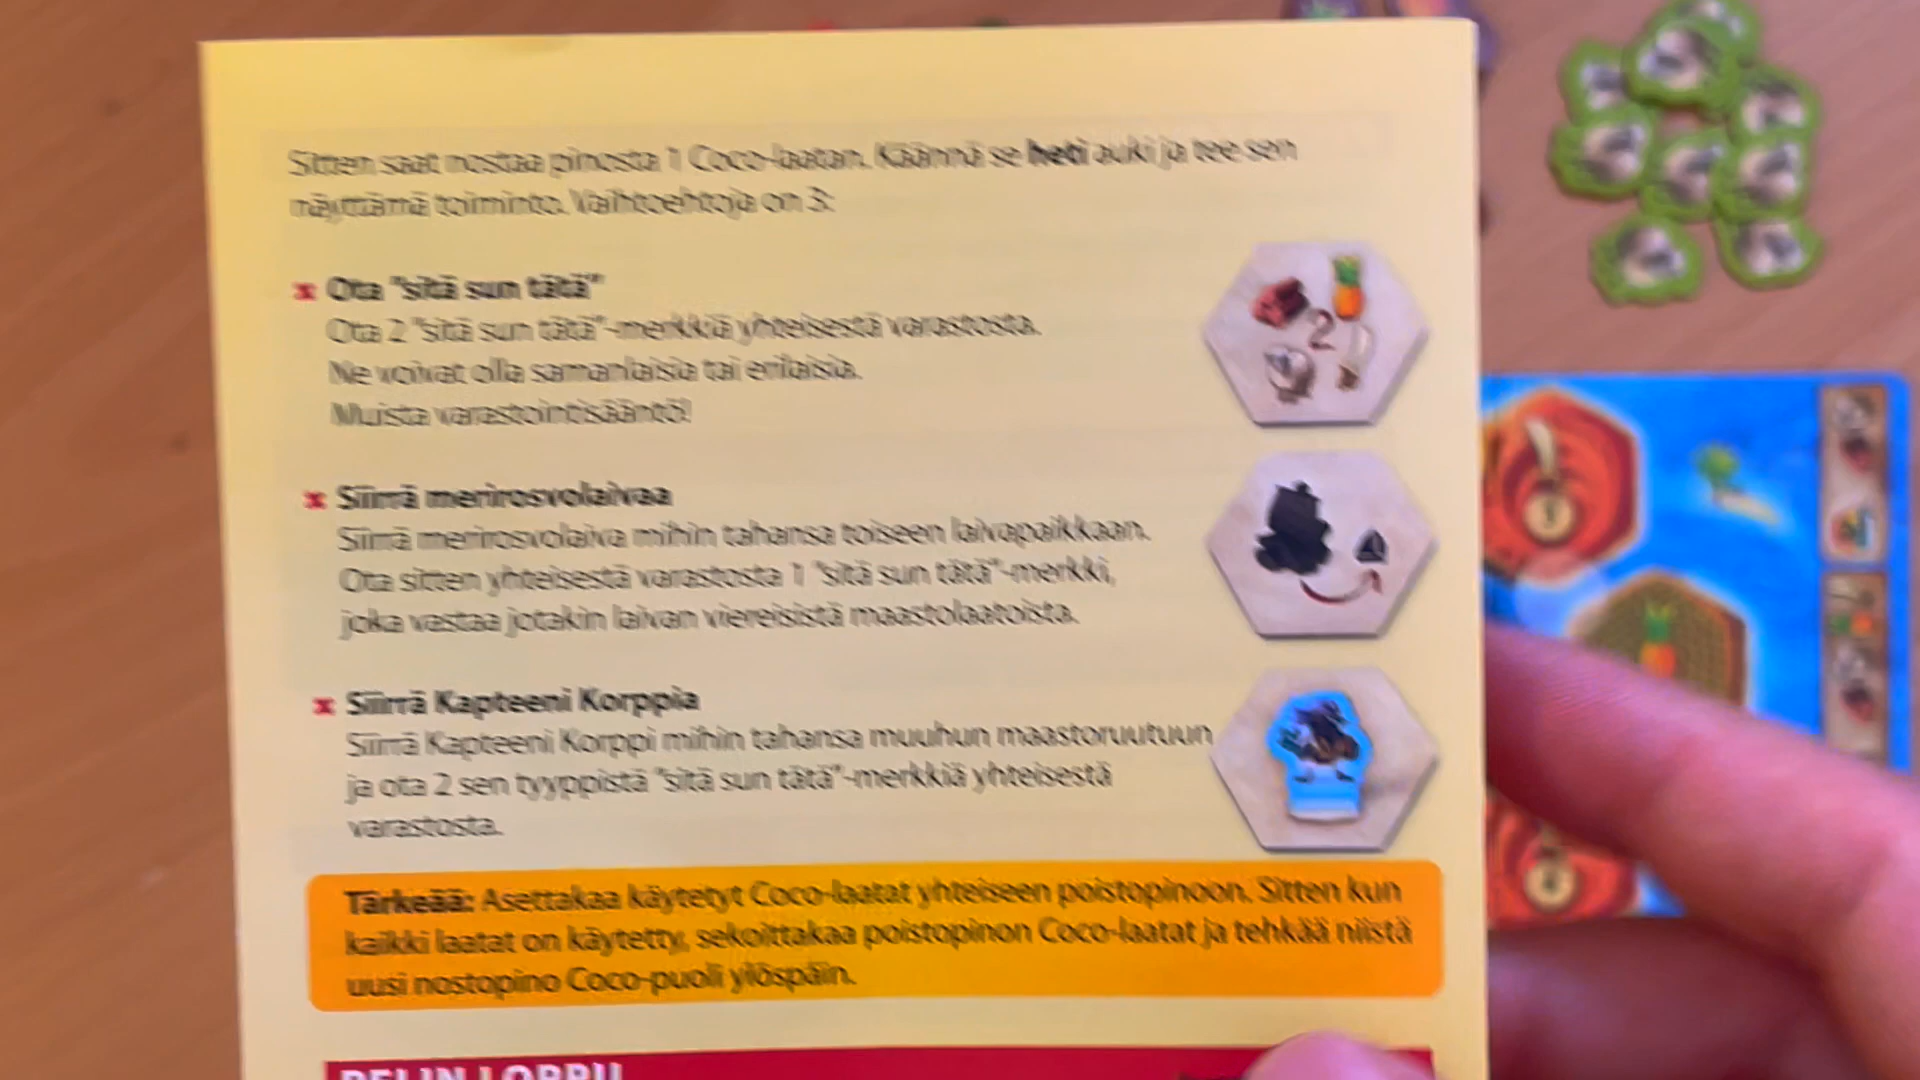 Sitten saat nostaa pinosta 1 Coco-laatan. Käännä se heti auki ja tee sen
näyttämä toiminto. Vaihtoehtoja on 3:
x Ota "sitä sun tätä"
Ota 2 "sitä sun tätä"-merkkiä yhteisestä varastosta.
Ne voivat olla samanlaisia tai erilaisia.
Muista varastointisääntö!
x Siirrä merirosvolaivaa
Siirrä merirosvolaiva mihin tahansa toiseen laivapaikkaan.
Ota sitten yhteisestä varastosta 1 "sitä sun tätä"-merkki,
joka vastaa jotakin laivan viereisistä maastolaatoista.
x Siirrä Kapteeni Korppia
Siirrä Kapteeni Korppi mihin tahansa muuhun maastoruutuun
ja ota 2 sen tyyppistä "sitä sun tätä"-merkkiä yhteisestä
varastosta.
2
Tärkeää: Asettakaa käytetyt Coco-laatat yhteiseen poistopinoon. Sitten kun
kaikki laatat on käytetty, sekoittakaa poistopinon Coco-laatat ja tehkää niistä
uusi nostopino Coco-puoli ylöspäin.
PELIN LOPPU